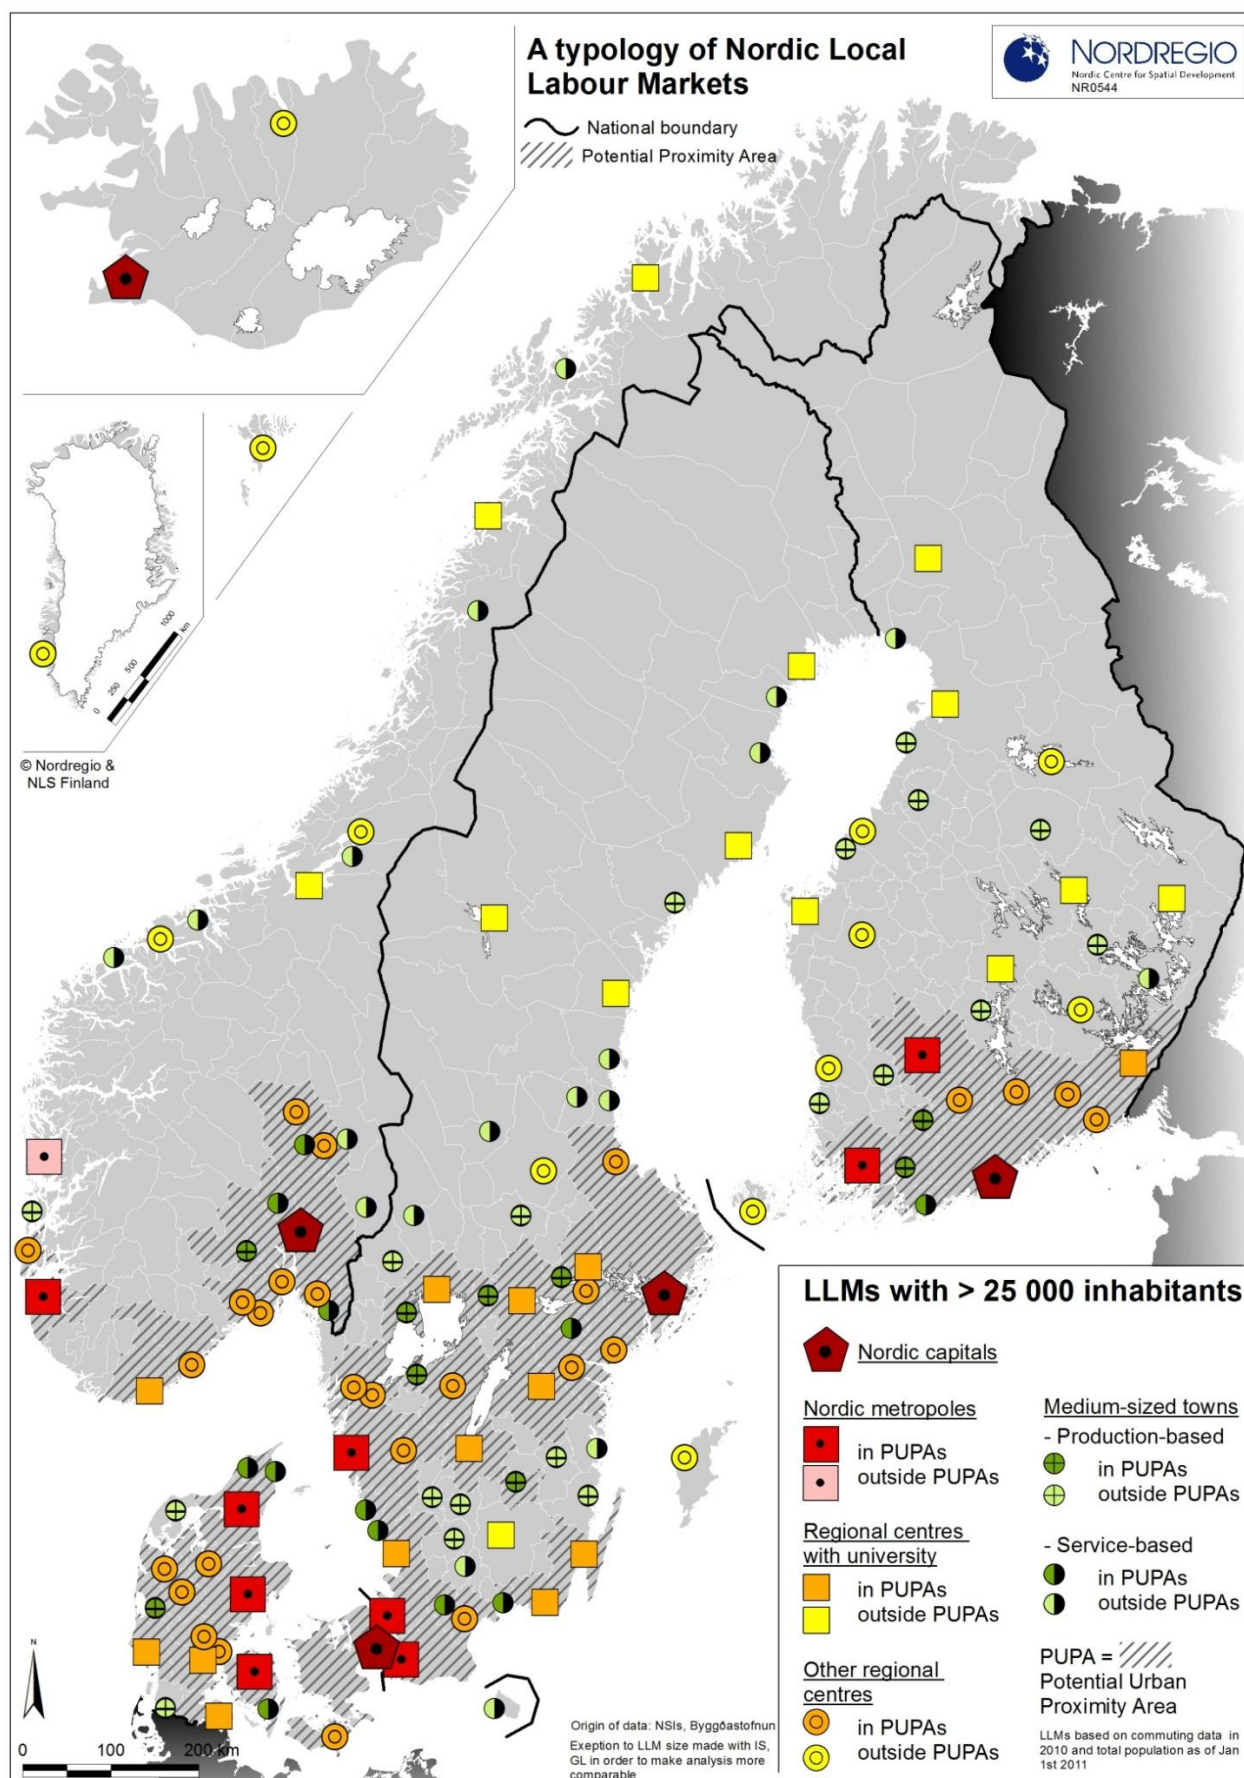 A typology of Nordic Local
Labour Markets
National boundary
Potential Proximity Area
NORDREGIO
Nordic Centre for Spatial Development
NR0544
0
250
500
1000
km
© Nordregio &
NLS Finland
LLMs with > 25 000 inhabitants
Nordic capitals
Nordic metropoles
in PUPAs
outside PUPAs
Regional centres
with university
in PUPAs
outside PUPAs
Other regional
centres
in PUPAs
outside PUPAs
Medium-sized towns
- Production-based
in PUPAs
outside PUPAs
- Service-based
in PUPAs
outside PUPAs
PUPA =
Potential Urban
Proximity Area
LLMs based on commuting data in
2010 and total population as of Jan
1st 2011
Origin of data: NSIs, Byggðastofnun
Exeption to LLM size made with IS,
GL in order to make analysis more
comparable
N
0 100 200 km